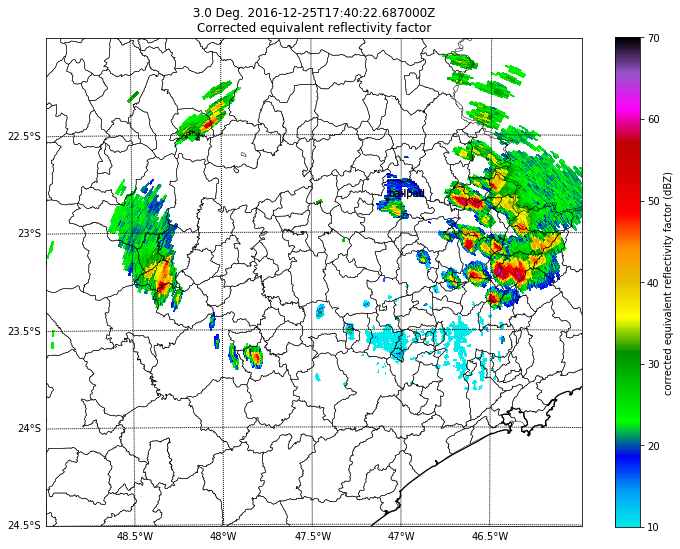 3.0 Deg. 2016-12-25T17:40:22.687000Z
Corrected equivalent reflectivity factor
22.5°S
23°S
23.5°S
24°S
24.5°S
48.5°W
48°W
47.5°W
47°W
46.5°W
70
60
50
40
30
20
10
corrected equivalent reflectivity factor (dBZ)